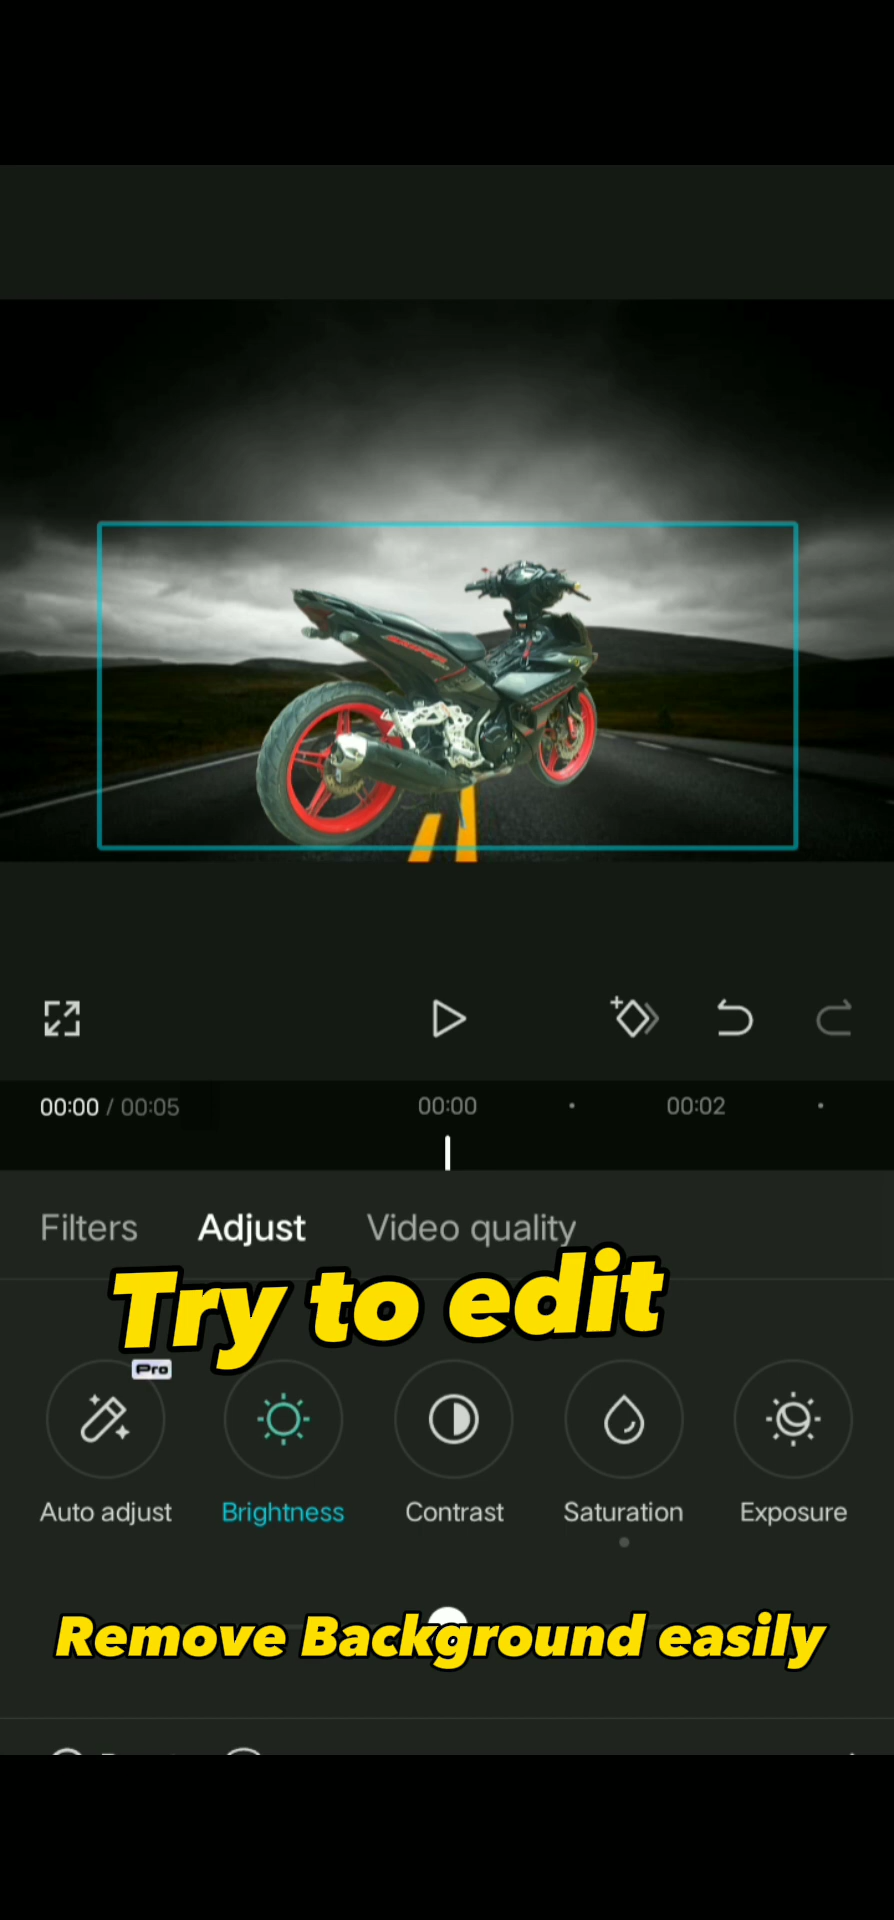 00:00 / 00:05
00:00
00:02
Filters
Adjust
Video quality
Try to edit
Pro
Auto adjust
Brightness
Contrast
Saturation
Exposure
Remove Background easily